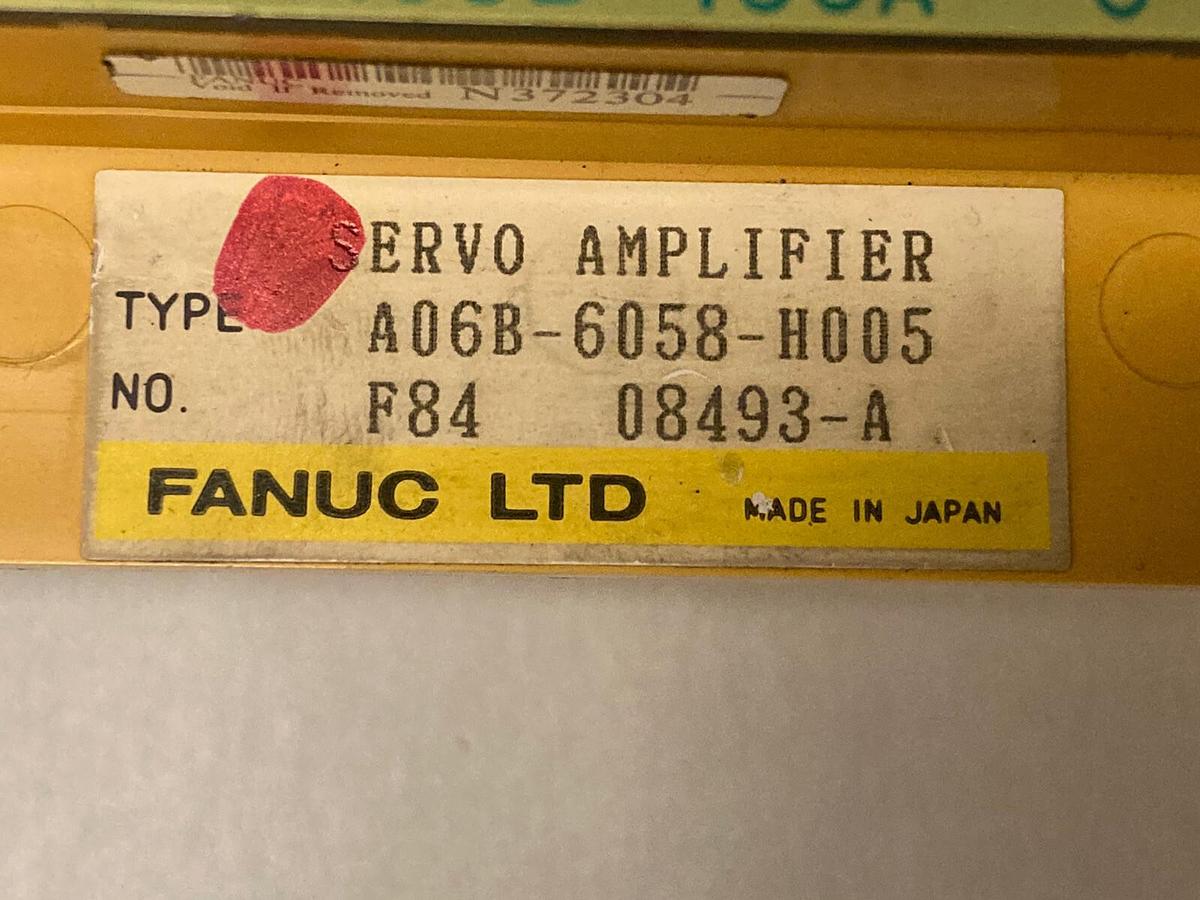 Void If Removed N372304
SERVO AMPLIFIER
TYPE A06B-6058-H005
NO. F84 08493-A
FANUC LTD MADE IN JAPAN